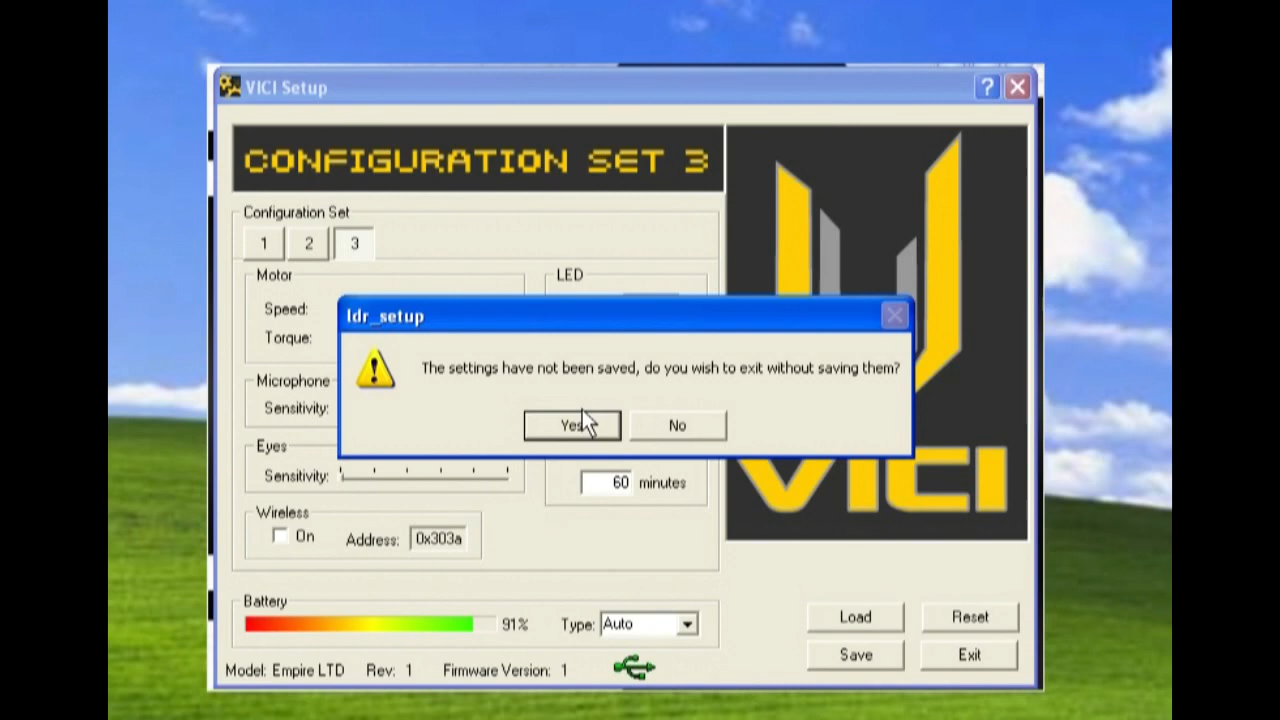 VICI Setup
CONFIGURATION SET 3
Configuration Set
1 2 3
Motor
LED
Speed:
Torque:
ldr_setup
The settings have not been saved, do you wish to exit without saving them?
Yes No
Microphone
Sensitivity:
Eyes
Sensitivity:
60 minutes
Wireless
On Address: 0x303a
VICI
Battery
91% Type: Auto
Load Reset
Save Exit
Model: Empire LTD Rev: 1 Firmware Version: 1